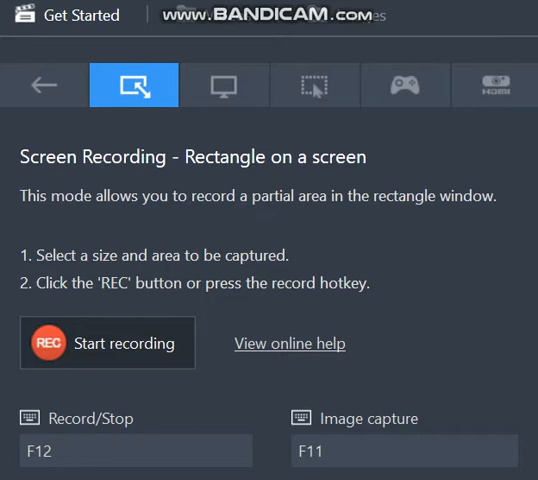 Get Started
www.BANDICAM.com
HDMI
Screen Recording - Rectangle on a screen
This mode allows you to record a partial area in the rectangle window.
1. Select a size and area to be captured.
2. Click the 'REC' button or press the record hotkey.
REC Start recording View online help
Record/Stop Image capture
F12 F11